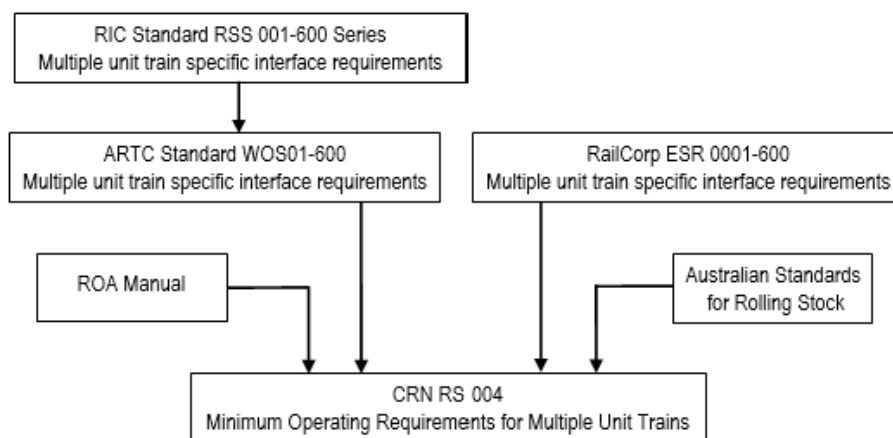 RIC Standard RSS 001-600 Series
Multiple unit train specific interface requirements
ARTC Standard WOS01-600
Multiple unit train specific interface requirements
RailCorp ESR 0001-600
Multiple unit train specific interface requirements
ROA Manual
Australian Standards
for Rolling Stock
CRN RS 004
Minimum Operating Requirements for Multiple Unit Trains